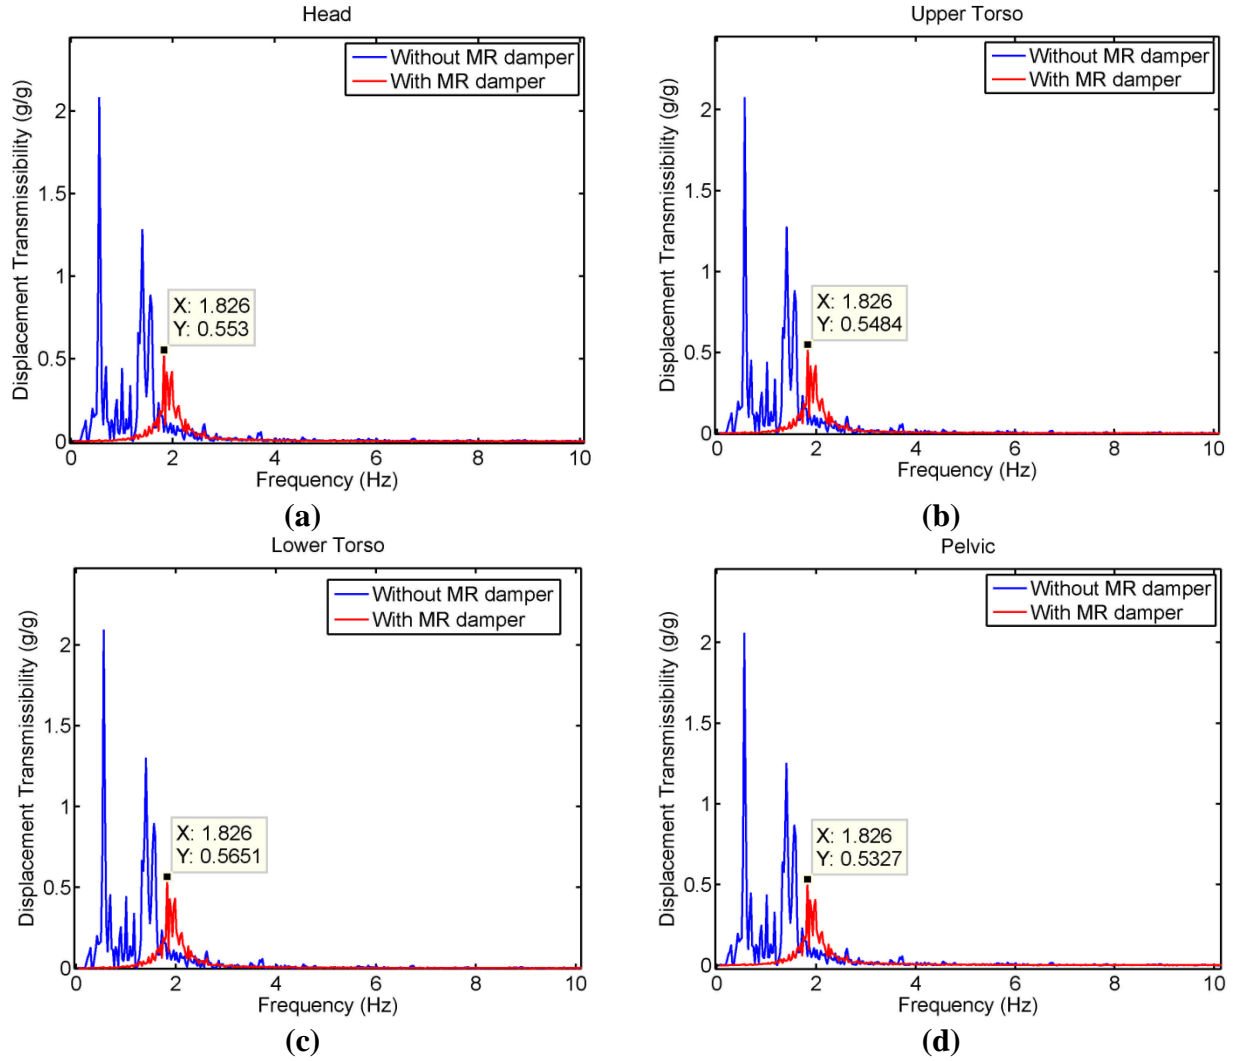 Head
Without MR damper
With MR damper
Displacement Transmissibility (g/g)
2
1.5
1
0.5
0
X: 1.826
Y: 0.553
0 2 4 6 8 10
Frequency (Hz)
(a)
Upper Torso
Without MR damper
With MR damper
Displacement Transmissibility (g/g)
2
1.5
1
0.5
0
X: 1.826
Y: 0.5484
0 2 4 6 8 10
Frequency (Hz)
(b)
Lower Torso
Without MR damper
With MR damper
Displacement Transmissibility (g/g)
2
1.5
1
0.5
0
X: 1.826
Y: 0.5651
0 2 4 6 8 10
Frequency (Hz)
(c)
Pelvic
Without MR damper
With MR damper
Displacement Transmissibility (g/g)
2
1.5
1
0.5
0
X: 1.826
Y: 0.5327
0 2 4 6 8 10
Frequency (Hz)
(d)